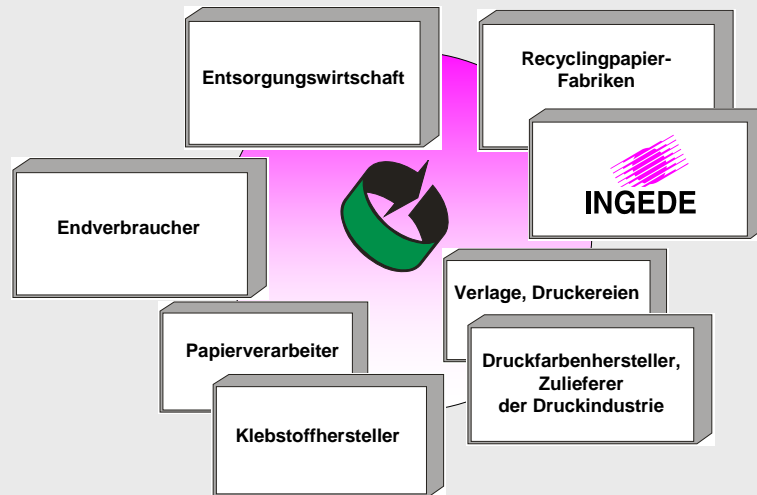 Entsorgungswirtschaft
Recyclingpapier-
Fabriken
INGEDE
Endverbraucher
Verlage, Druckereien
Papierverarbeiter
Druckfarbenhersteller,
Zulieferer
der Druckindustrie
Klebstoffhersteller